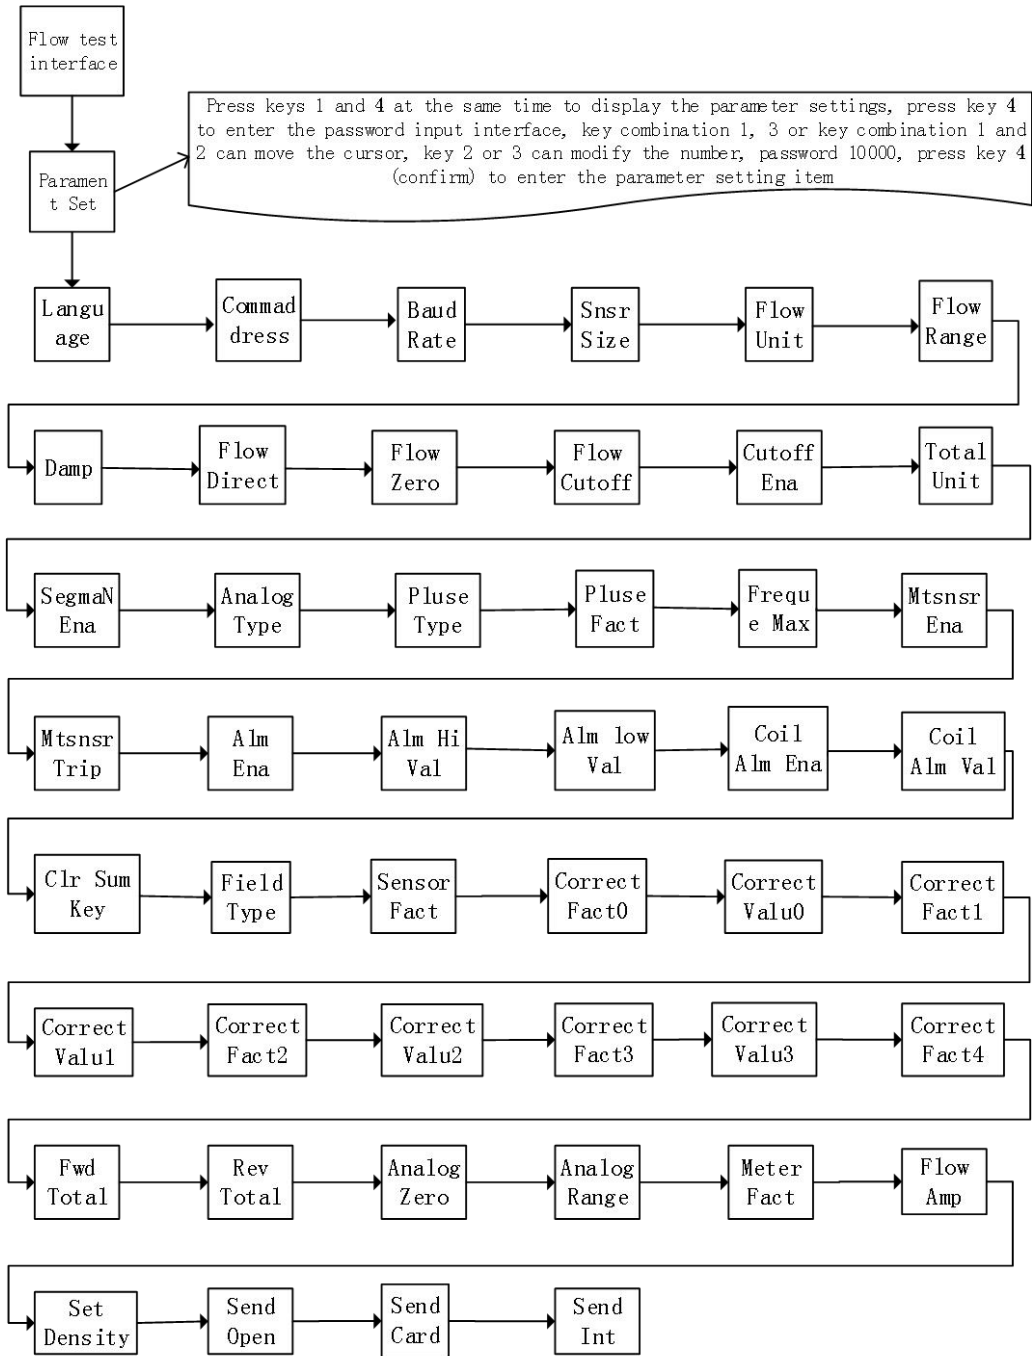 Flow test
interface
Press keys 1 and 4 at the same time to display the parameter settings, press key 4
to enter the password input interface, key combination 1, 3 or key combination 1 and
2 can move the cursor, key 2 or 3 can modify the number, password 10000, press key 4
(confirm) to enter the parameter setting item
Paramen
t Set
Langu
age
Commad
dress
Baud
Rate
Snsr
Size
Flow
Unit
Flow
Range
Damp
Flow
Direct
Flow
Zero
Flow
Cutoff
Cutoff
Ena
Total
Unit
SegmaN
Ena
Analog
Type
Pluse
Type
Pluse
Fact
Frequ
e Max
Mtsnsr
Ena
Mtsnsr
Trip
Alm
Ena
Alm Hi
Val
Alm low
Val
Coil
Alm Ena
Coil
Alm Val
Clr Sum
Key
Field
Type
Sensor
Fact
Correct
Fact0
Correct
Valu0
Correct
Fact1
Correct
Valu1
Correct
Fact2
Correct
Valu2
Correct
Fact3
Correct
Valu3
Correct
Fact4
Fwd
Total
Rev
Total
Analog
Zero
Analog
Range
Meter
Fact
Flow
Amp
Set
Density
Send
Open
Send
Card
Send
Int